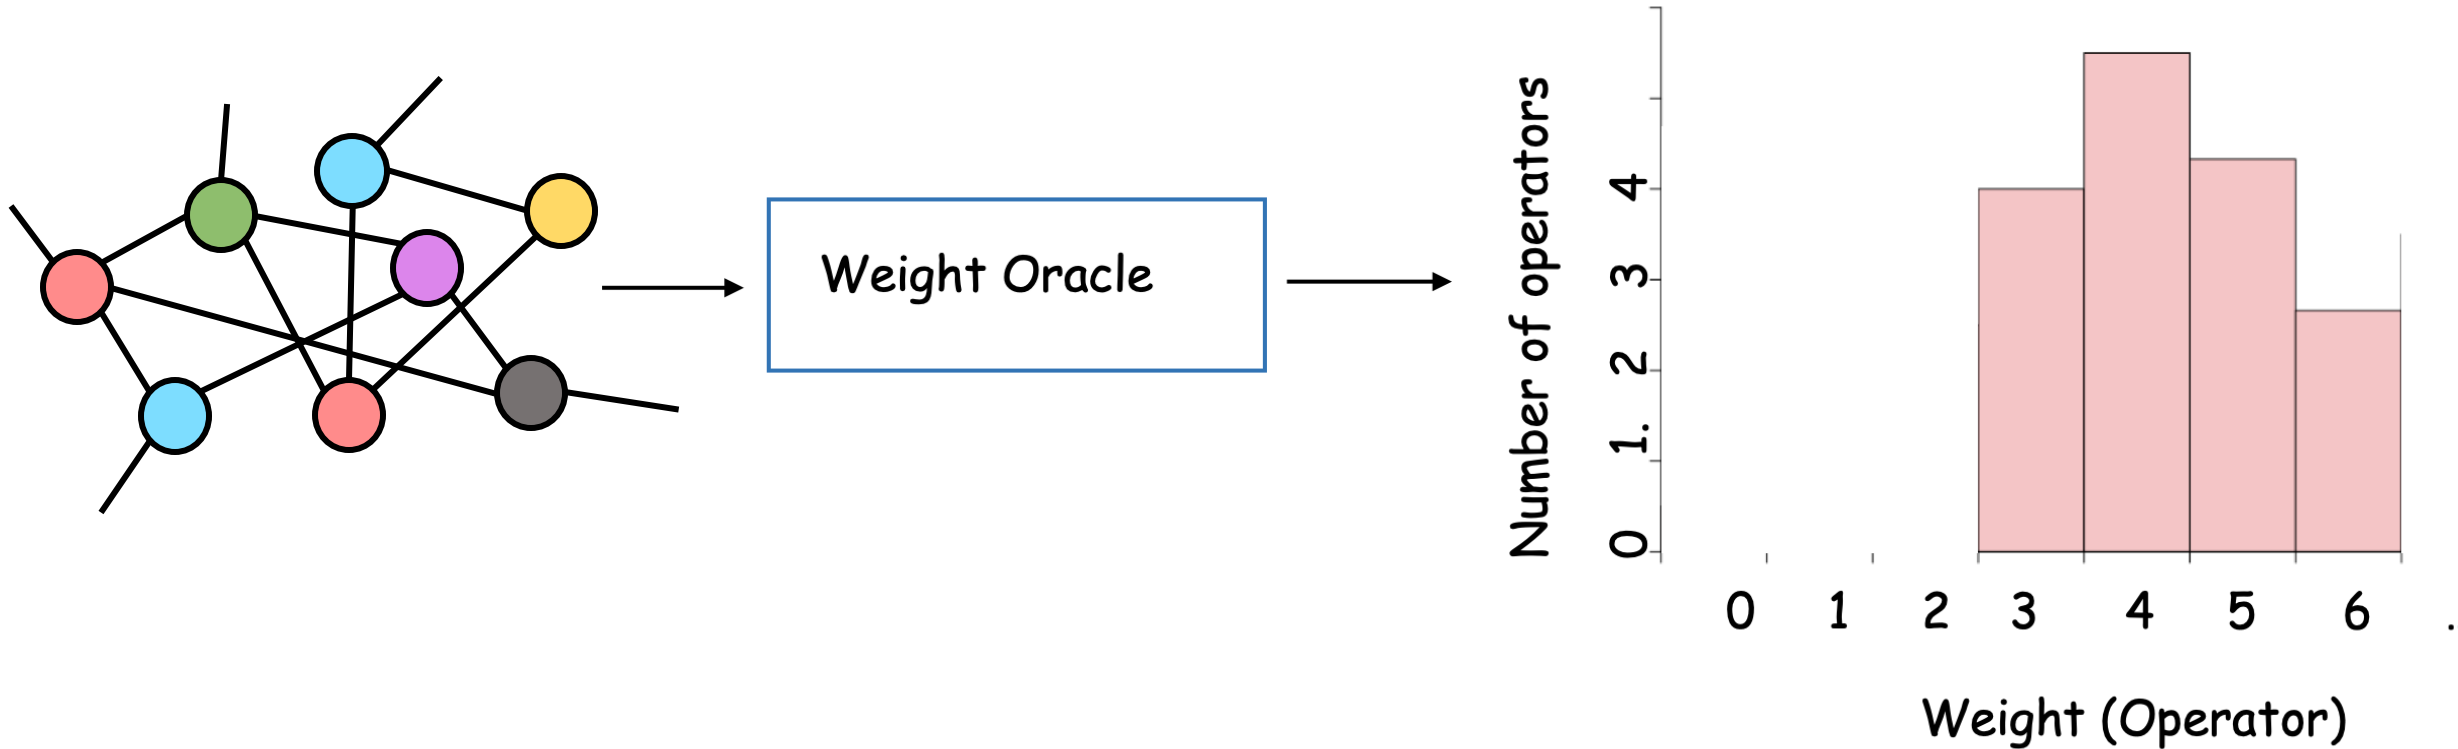 Weight Oracle
Number of operators
4
3
2
1.
0
0 1 2 3 4 5 6 .
Weight (Operator)